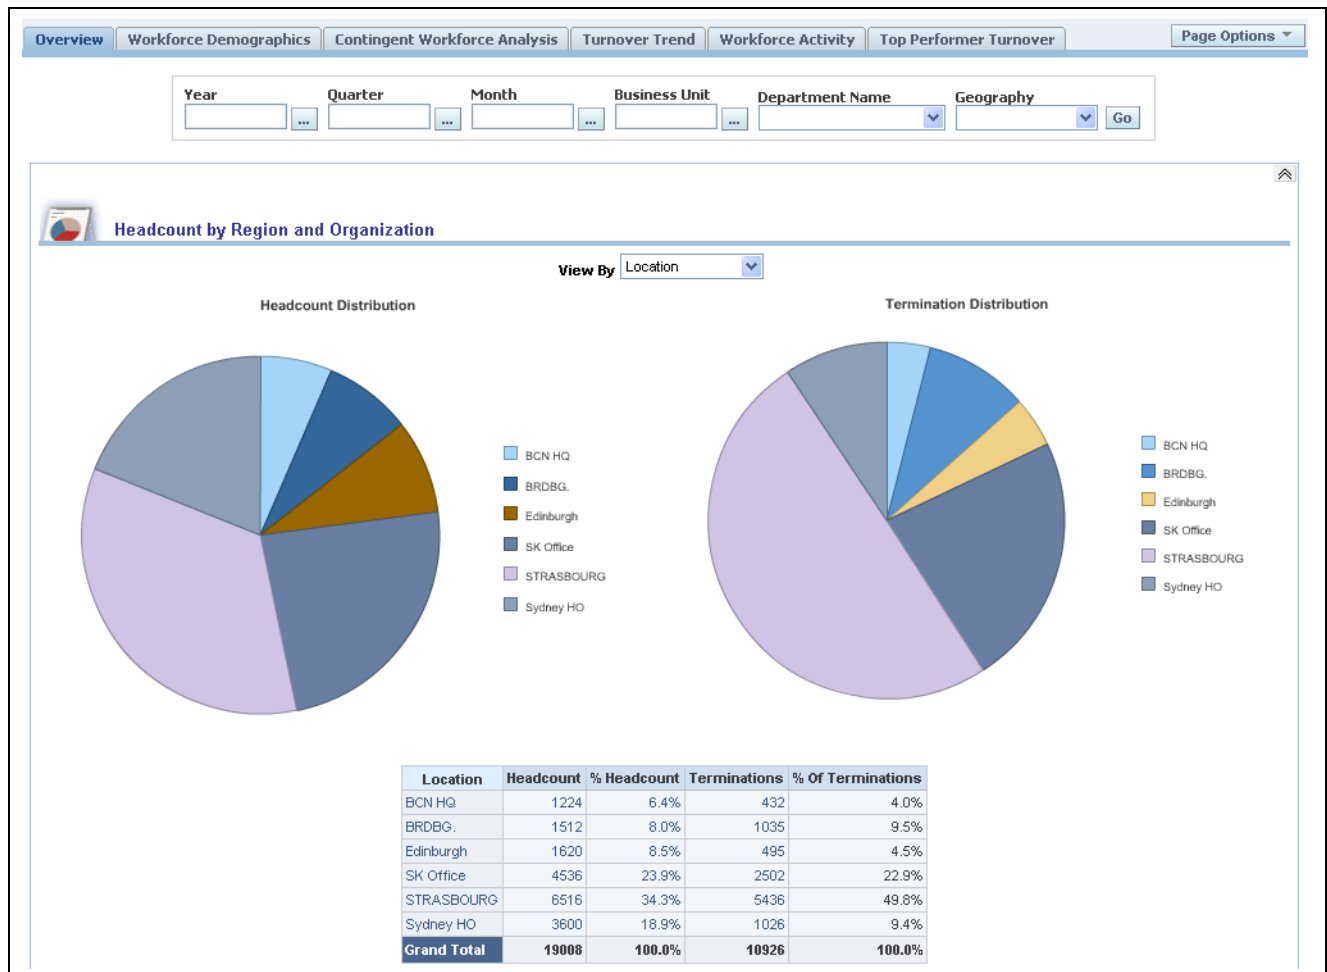 Overview Workforce Demographics Contingent Workforce Analysis Turnover Trend Workforce Activity Top Performer Turnover Page Options
Year Quarter Month Business Unit Department Name Geography
... ... ... ... Go
Headcount by Region and Organization
View By Location
Headcount Distribution
BCN HQ
BRDBG.
Edinburgh
SK Office
STRASBOURG
Sydney HO
Termination Distribution
BCN HQ
BRDBG.
Edinburgh
SK Office
STRASBOURG
Sydney HO
Location Headcount % Headcount Terminations % Of Terminations
BCN HQ 1224 6.4% 432 4.0%
BRDBG. 1512 8.0% 1035 9.5%
Edinburgh 1620 8.5% 495 4.5%
SK Office 4536 23.9% 2502 22.9%
STRASBOURG 6516 34.3% 5436 49.8%
Sydney HO 3600 18.9% 1026 9.4%
Grand Total 19008 100.0% 10926 100.0%